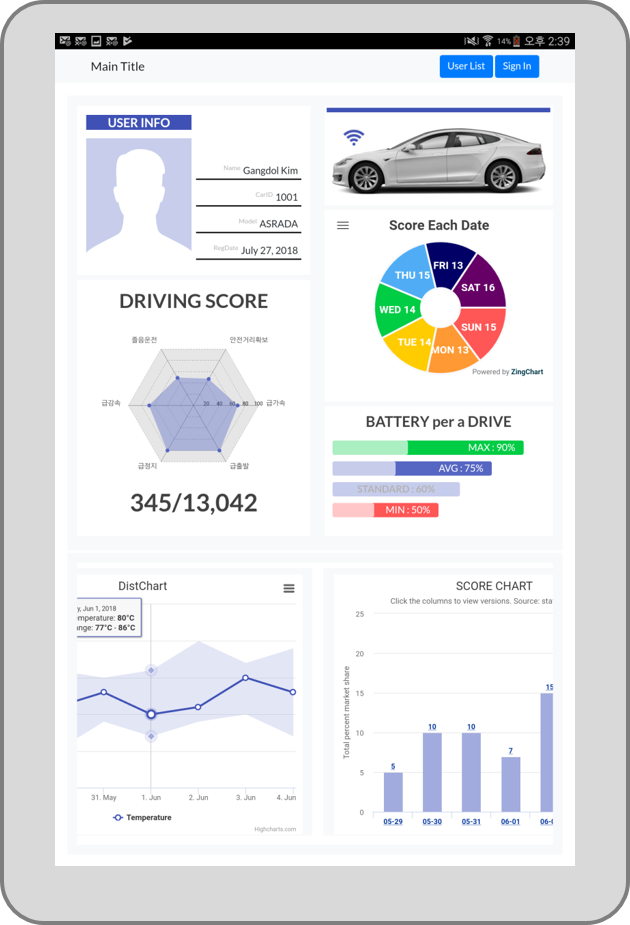 14% 오후 2:39
Main Title
User List
Sign In
USER INFO
Name Gangdol Kim
CarID 1001
Model ASRADA
RegDate July 27, 2018
Score Each Date
FRI 13
SAT 16
SUN 15
MON 13
TUE 14
WED 14
THU 15
Powered by ZingChart
DRIVING SCORE
졸음운전
안전거리확보
급감속
20 40 60 80 100
급가속
급정지
급출발
345/13,042
BATTERY per a DRIVE
MAX : 90%
AVG : 75%
STANDARD : 60%
MIN : 50%
DistChart
y, Jun 1, 2018
emperature: 80°C
ange: 77°C - 86°C
31. May
1. Jun
2. Jun
3. Jun
4. Jun
Temperature
Highcharts.com
SCORE CHART
Click the columns to view versions. Source: sta
Total percent market share
25
20
15
10
5
0
5
10
10
7
15
05-29
05-30
05-31
06-01
06-0